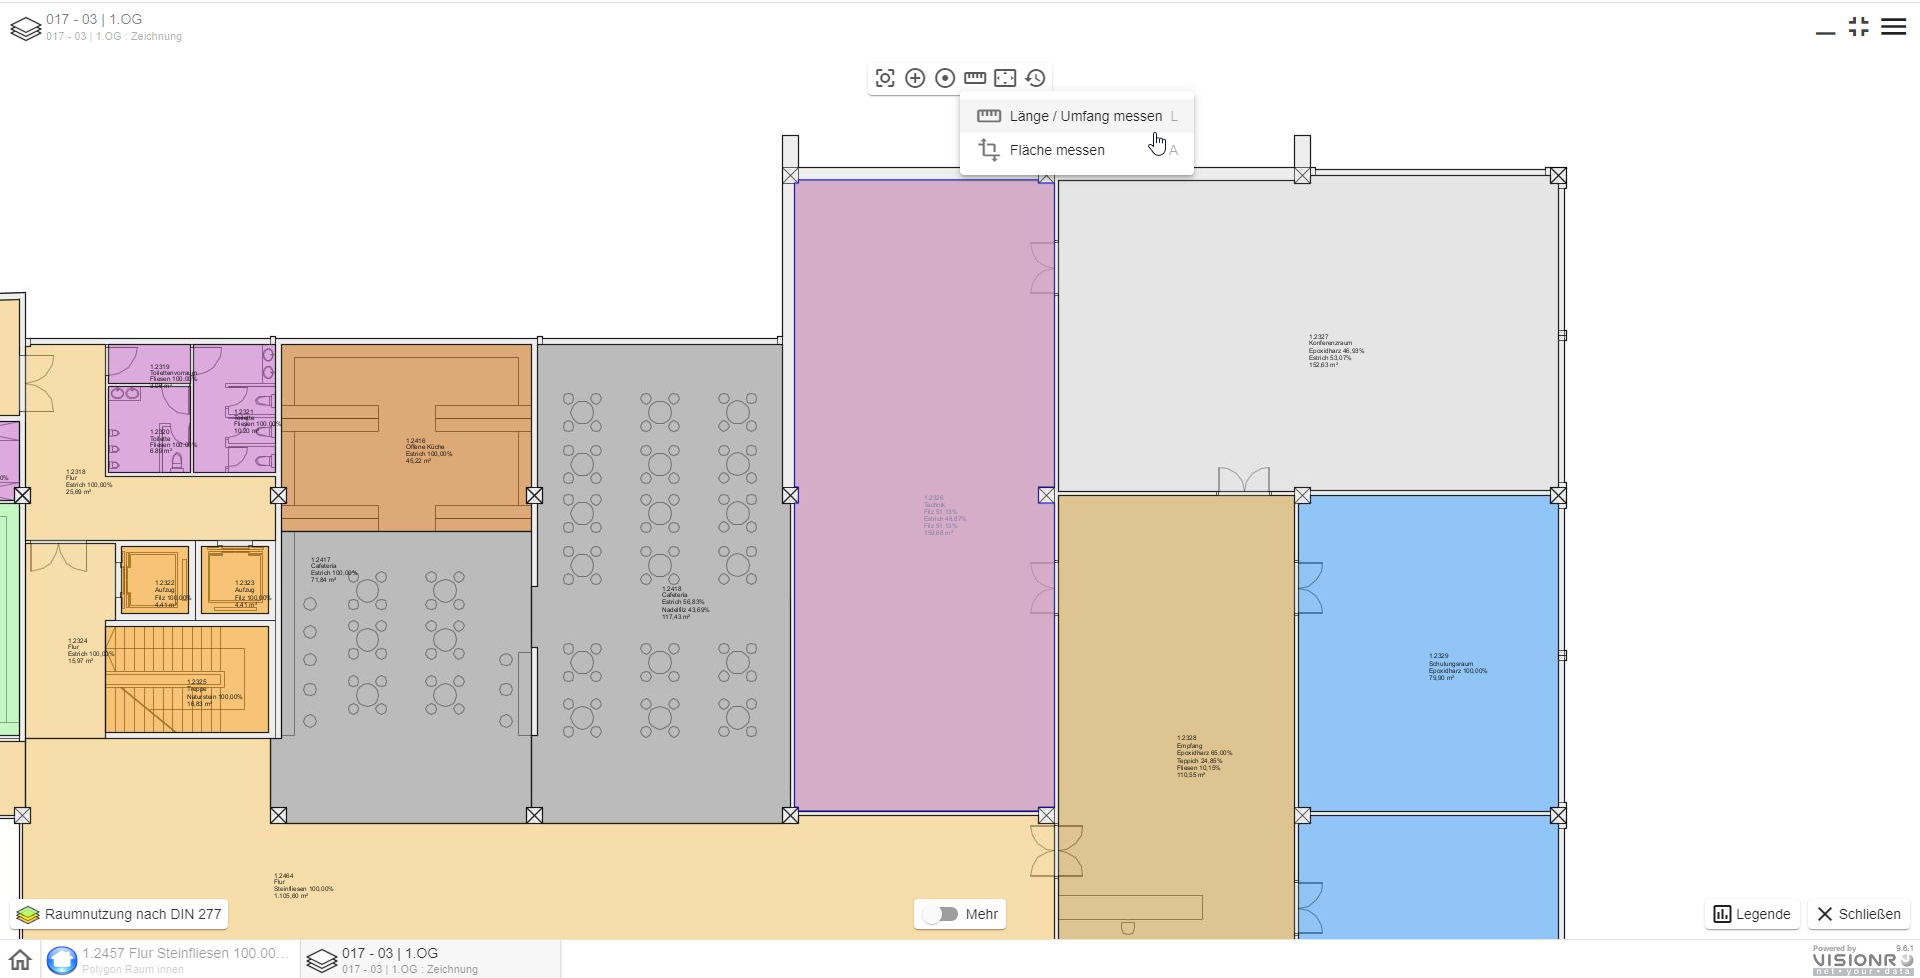 017 - 03 | 1.OG
017 - 03 | 1.OG : Zeichnung
Länge / Umfang messen L
Fläche messen A
1.2327
Konferenzraum
Epoxidharz 46,93%
Estrich 53,07%
152,63 m²
1.2319
Toilettenvorraum
Fliesen 100,00%
1.2321
Toilette
Fliesen 100,00%
10,20 m²
1.2320
Toilette
Fliesen 100,00%
6,89 m²
1.2416
Offene Küche
Estrich 100,00%
45,22 m²
1.2318
Flur
Estrich 100,00%
25,69 m²
1.2326
Technik
Filz 51,13%
Estrich 48,87%
Filz 51,13%
159,68 m²
1.2417
Cafeteria
Estrich 100,00%
71,84 m²
1.2322
Aufzug
Filz 100,00%
4,41 m²
1.2323
Aufzug
Filz 100,00%
4,41 m²
1.2418
Cafeteria
Estrich 56,83%
Nadelfilz 43,69%
117,43 m²
1.2324
Flur
Estrich 100,00%
15,97 m²
1.2329
Schulungsraum
Epoxidharz 100,00%
79,90 m²
1.2325
Treppe
Naturstein 100,00%
16,83 m²
1.2328
Empfang
Epoxidharz 65,00%
Teppich 24,85%
Fliesen 10,15%
110,55 m²
1.2464
Flur
Steinfliesen 100,00%
1.105,60 m²
Raumnutzung nach DIN 277
Mehr
Legende
Schließen
1.2457 Flur Steinfliesen 100.00...
Polygon Raum innen
017 - 03 | 1.OG
017 - 03 | 1.OG : Zeichnung
Powered by 9.6.1
VISIONR
net • your • data